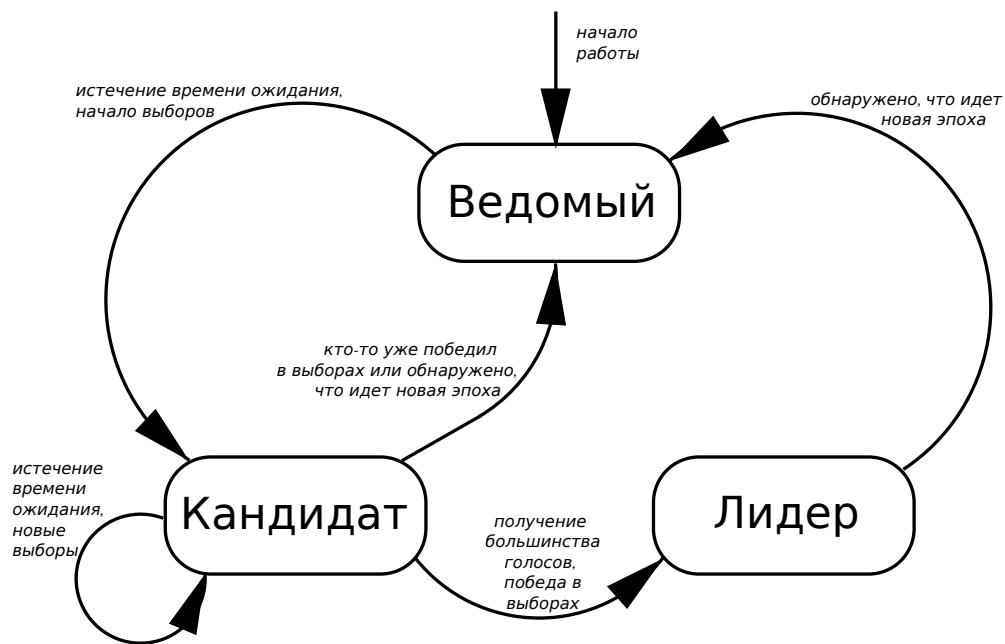 начало
работы
истечение времени ожидания,
начало выборов
обнаружено, что идет
новая эпоха
Ведомый
кто-то уже победил
в выборах или обнаружено,
что идет новая эпоха
истечение
времени
ожидания,
новые
выборы
Кандидат
получение
большинства
голосов,
победа в
выборах
Лидер